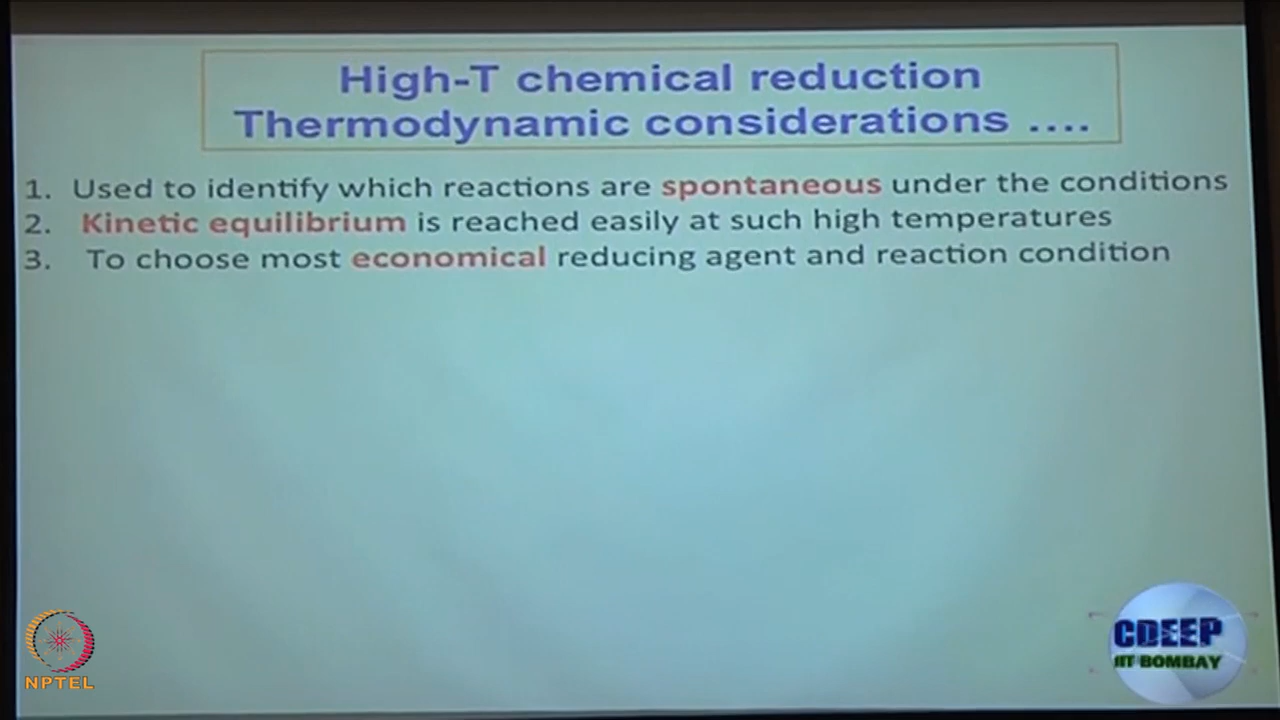 High-T chemical reduction
Thermodynamic considerations ....
1. Used to identify which reactions are spontaneous under the conditions
2. Kinetic equilibrium is reached easily at such high temperatures
3. To choose most economical reducing agent and reaction condition
NPTEL
CDEEP
IIT BOMBAY